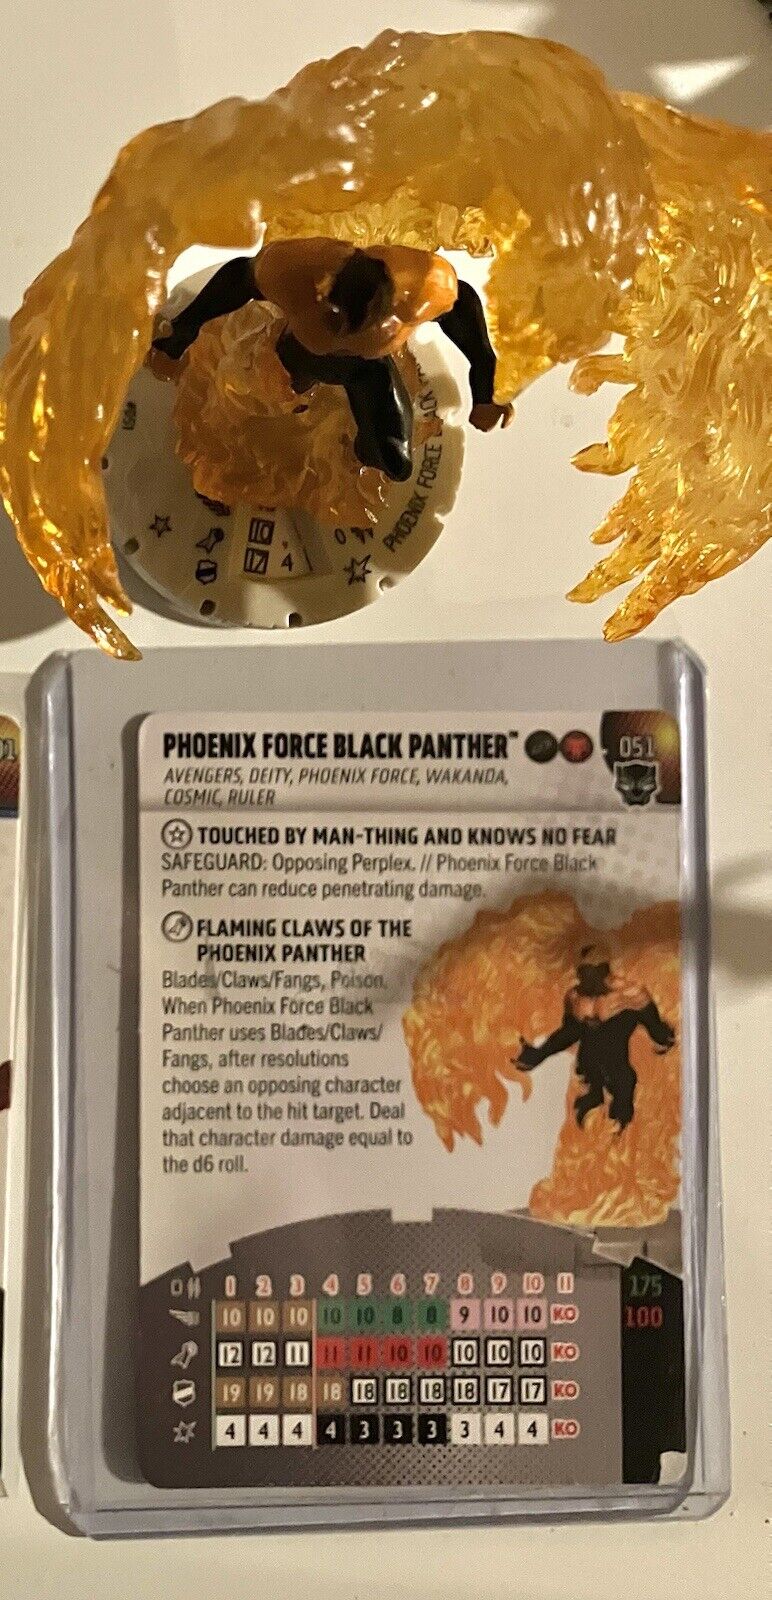 #051
PHOENIX FORCE BLACK
10
17 4
0
PHOENIX FORCE BLACK PANTHER™
051
AVENGERS, DEITY, PHOENIX FORCE, WAKANDA,
COSMIC, RULER
TOUCHED BY MAN-THING AND KNOWS NO FEAR
SAFEGUARD: Opposing Perplex. // Phoenix Force Black
Panther can reduce penetrating damage.
FLAMING CLAWS OF THE
PHOENIX PANTHER
Blades/Claws/Fangs, Poison.
When Phoenix Force Black
Panther uses Blades/Claws/
Fangs, after resolutions
choose an opposing character
adjacent to the hit target. Deal
that character damage equal to
the d6 roll.
1 2 3 4 5 6 7 8 9 10 11 175
10 10 10 10 10 8 8 9 10 10 KO 100
12 12 11 11 11 10 10 10 10 10 KO
19 19 18 18 18 18 18 18 17 17 KO
4 4 4 4 3 3 3 3 4 4 KO